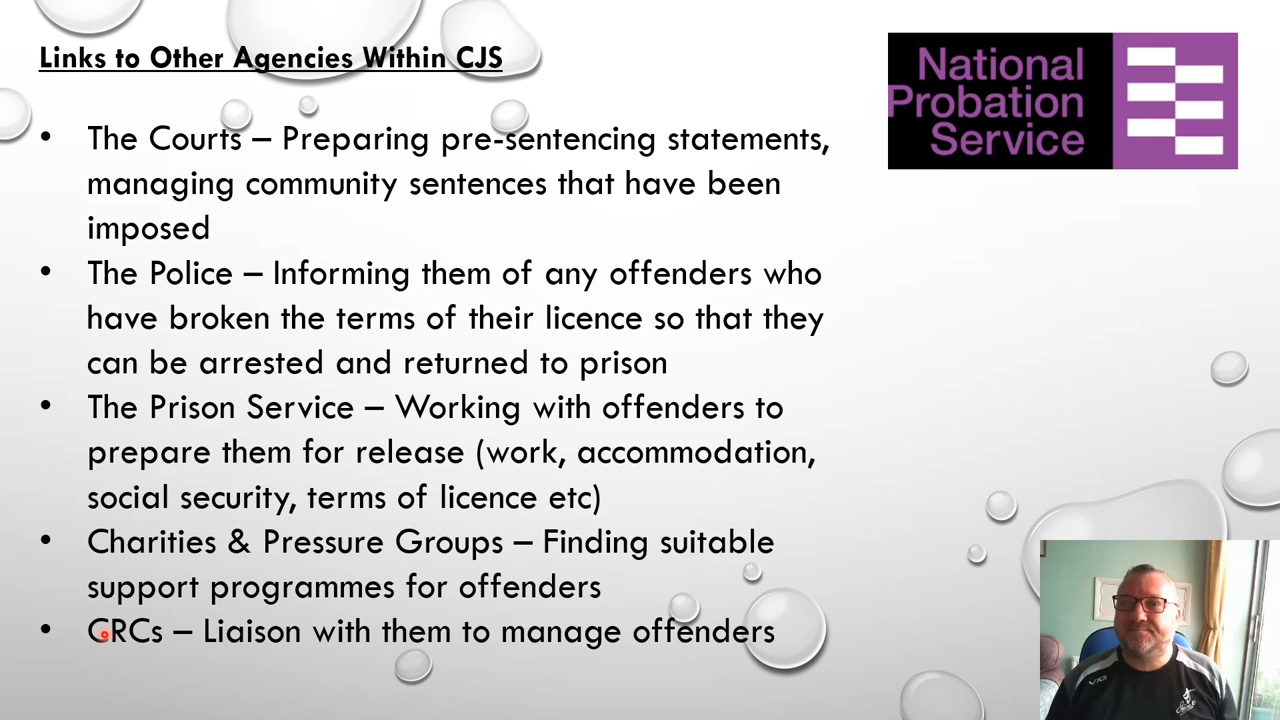 Links to Other Agencies Within CJS
National
Probation
Service
• The Courts – Preparing pre-sentencing statements,
managing community sentences that have been
imposed
• The Police – Informing them of any offenders who
have broken the terms of their licence so that they
can be arrested and returned to prison
• The Prison Service – Working with offenders to
prepare them for release (work, accommodation,
social security, terms of licence etc)
• Charities & Pressure Groups – Finding suitable
support programmes for offenders
• CRCs – Liaison with them to manage offenders